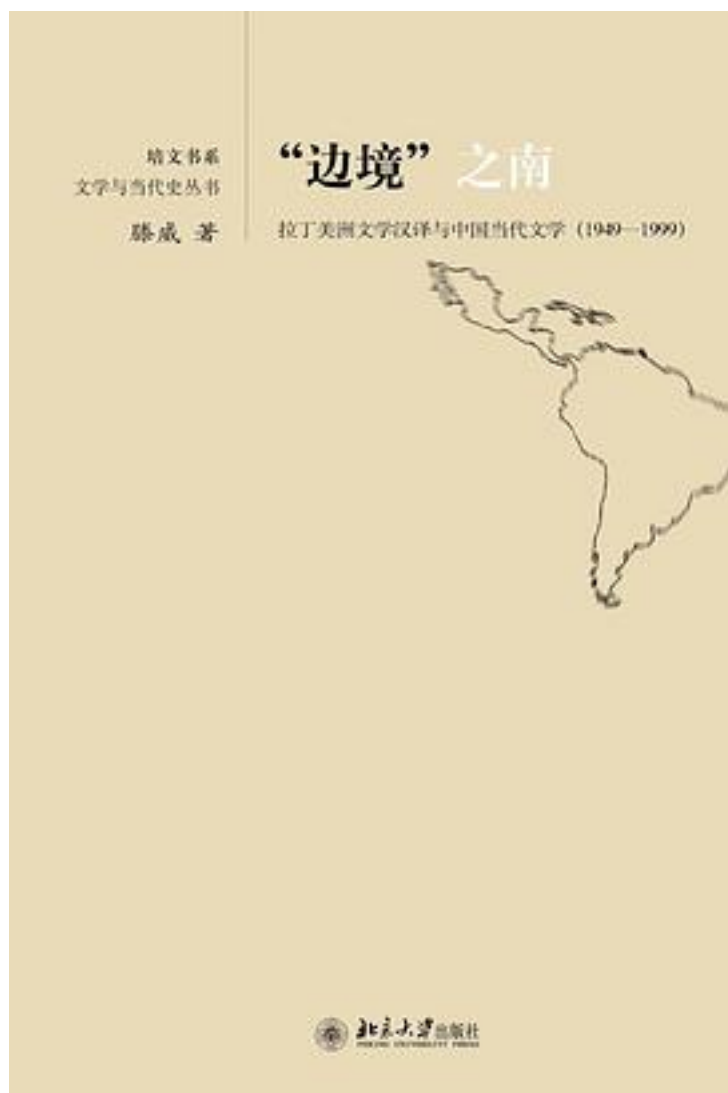 培文书系
文学与当代史丛书
滕威 著
“边境”之南
拉丁美洲文学汉译与中国当代文学（1949—1999）
北京大学出版社
PEKING UNIVERSITY PRESS